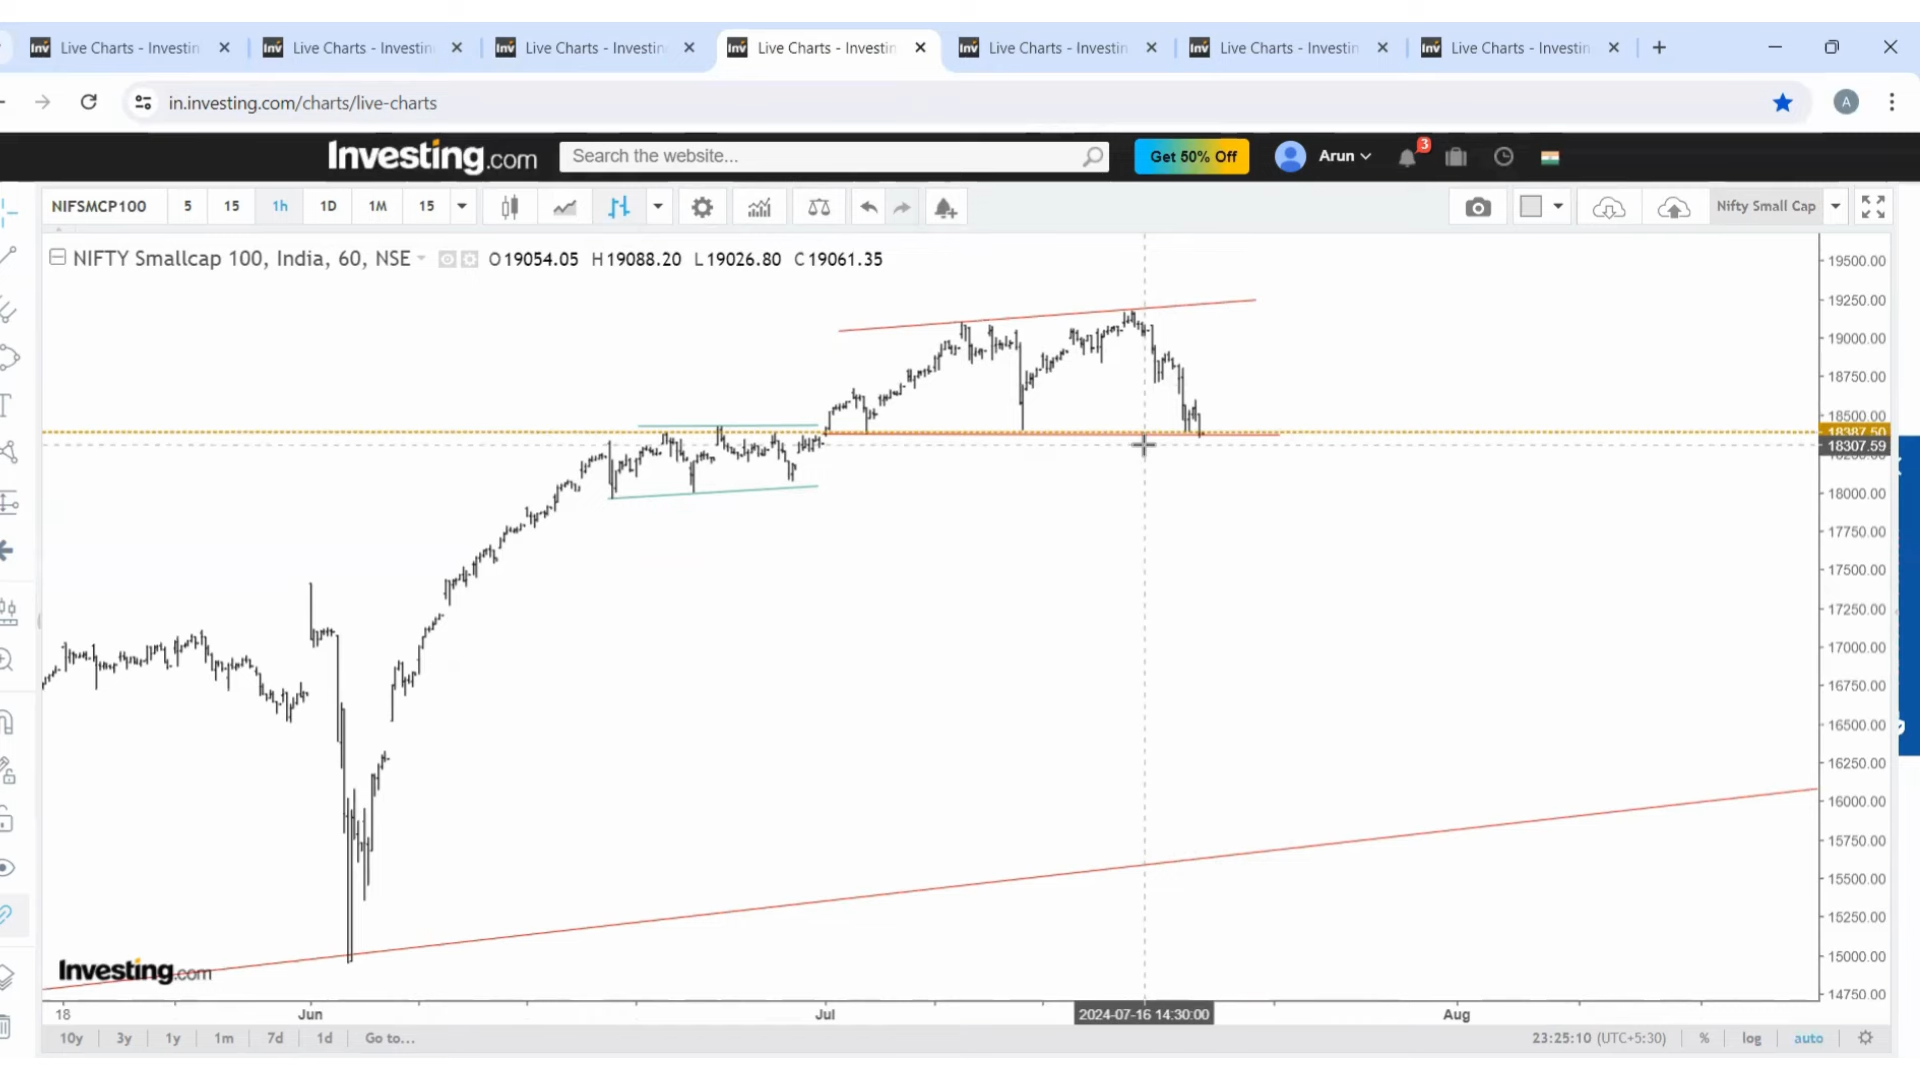 Live Charts - Investin Live Charts - Investin Live Charts - Investin Live Charts - Investin Live Charts - Investin Live Charts - Investin Live Charts - Investin
in.investing.com/charts/live-charts A
Investing.com Search the website... Get 50% Off Arun 3
NIFSMCP100 5 15 1h 1D 1M 15 Nifty Small Cap
NIFTY Smallcap 100, India, 60, NSE O19054.05 H19088.20 L19026.80 C19061.35
19500.00
19250.00
19000.00
18750.00
18500.00
18387.50
18307.59
18000.00
17750.00
17500.00
17250.00
17000.00
16750.00
16500.00
16250.00
16000.00
15750.00
15500.00
15250.00
15000.00
14750.00
Investing.com
18 Jun Jul 2024-07-16 14:30:00 Aug
10y 3y 1y 1m 7d 1d Go to... 23:25:10 (UTC+5:30) % log auto